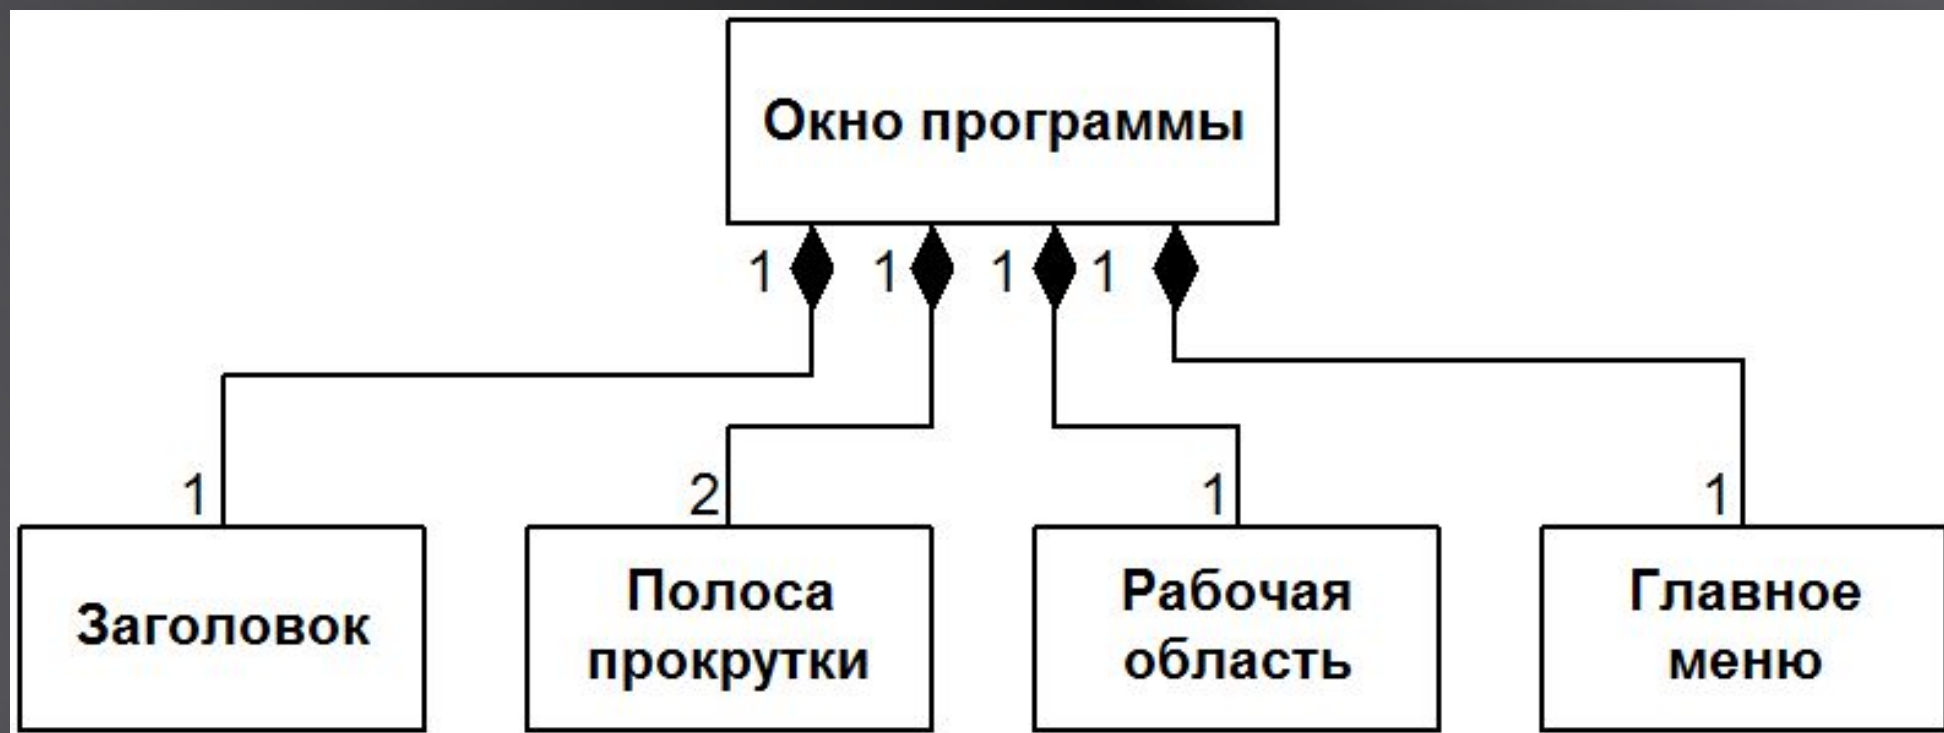 Окно программы
1 1 1 1
1 2 1 1
Заголовок
Полоса
прокрутки
Рабочая
область
Главное
меню